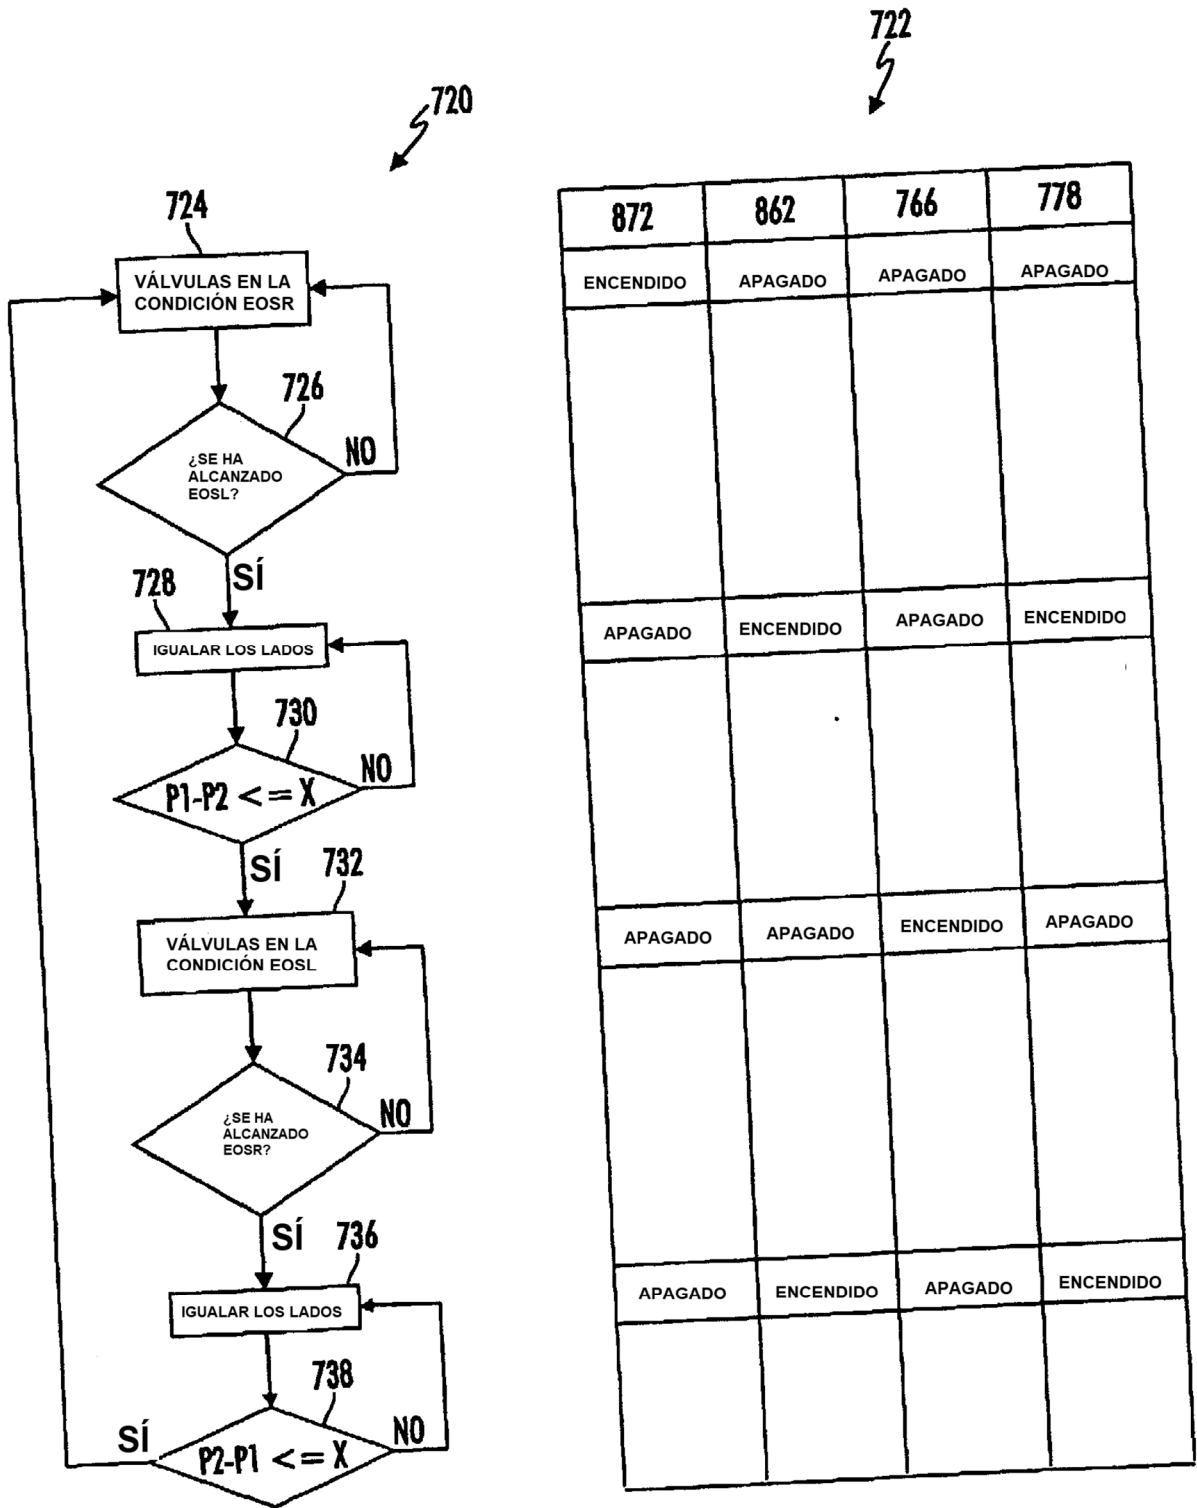 722
720
724
VÁLVULAS EN LA
CONDICIÓN EOSR
726
¿SE HA
ALCANZADO
EOSL?
NO
SÍ
728
IGUALAR LOS LADOS
730
P1-P2 <= X
NO
SÍ
732
VÁLVULAS EN LA
CONDICIÓN EOSL
734
¿SE HA
ALCANZADO
EOSR?
NO
SÍ
736
IGUALAR LOS LADOS
738
P2-P1 <= X
NO
SÍ
872 862 766 778
ENCENDIDO APAGADO APAGADO APAGADO
APAGADO ENCENDIDO APAGADO ENCENDIDO
APAGADO APAGADO ENCENDIDO APAGADO
APAGADO ENCENDIDO APAGADO ENCENDIDO